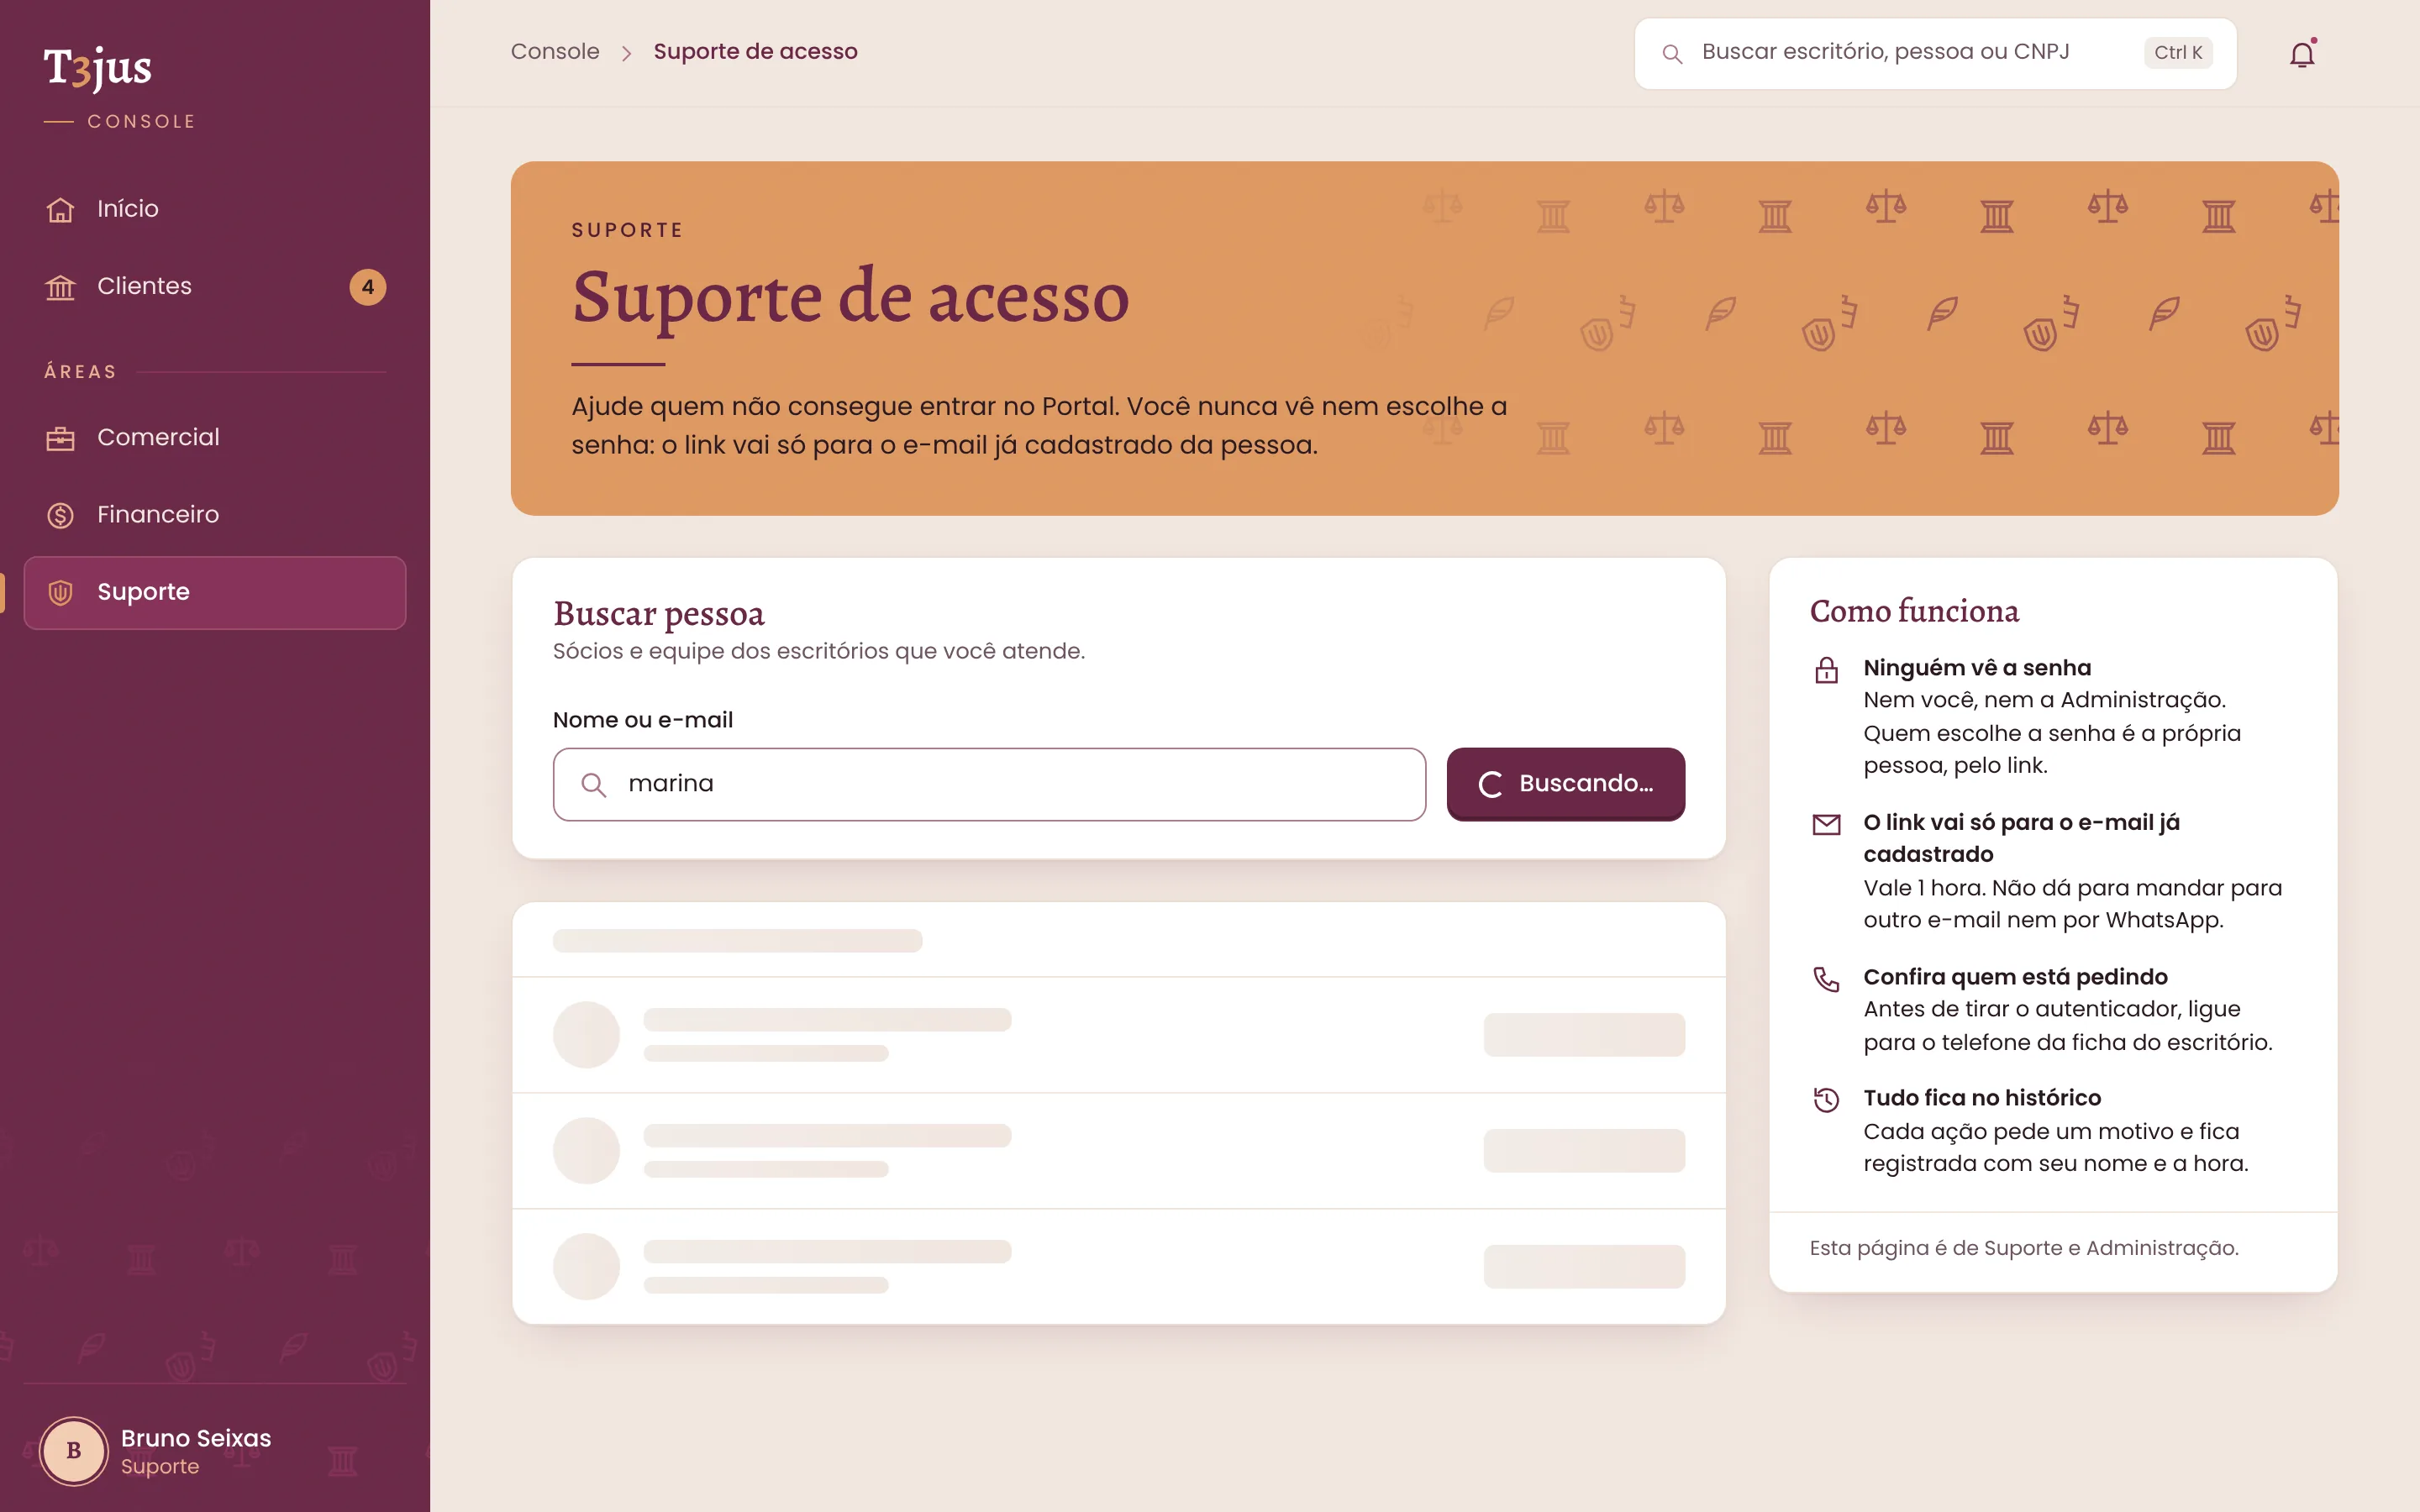 T3jus
CONSOLE
Início
Clientes
4
ÁREAS
Comercial
Financeiro
Suporte
B
Bruno Seixas
Suporte
Console
Suporte de acesso
Buscar escritório, pessoa ou CNPJ
Ctrl K
SUPORTE
Suporte de acesso
Ajude quem não consegue entrar no Portal. Você nunca vê nem escolhe a
senha: o link vai só para o e-mail já cadastrado da pessoa.
Buscar pessoa
Sócios e equipe dos escritórios que você atende.
Nome ou e-mail
marina
Buscando...
Como funciona
Ninguém vê a senha
Nem você, nem a Administração.
Quem escolhe a senha é a própria
pessoa, pelo link.
O link vai só para o e-mail já
cadastrado
Vale 1 hora. Não dá para mandar para
outro e-mail nem por WhatsApp.
Confira quem está pedindo
Antes de tirar o autenticador, ligue
para o telefone da ficha do escritório.
Tudo fica no histórico
Cada ação pede um motivo e fica
registrada com seu nome e a hora.
Esta página é de Suporte e Administração.